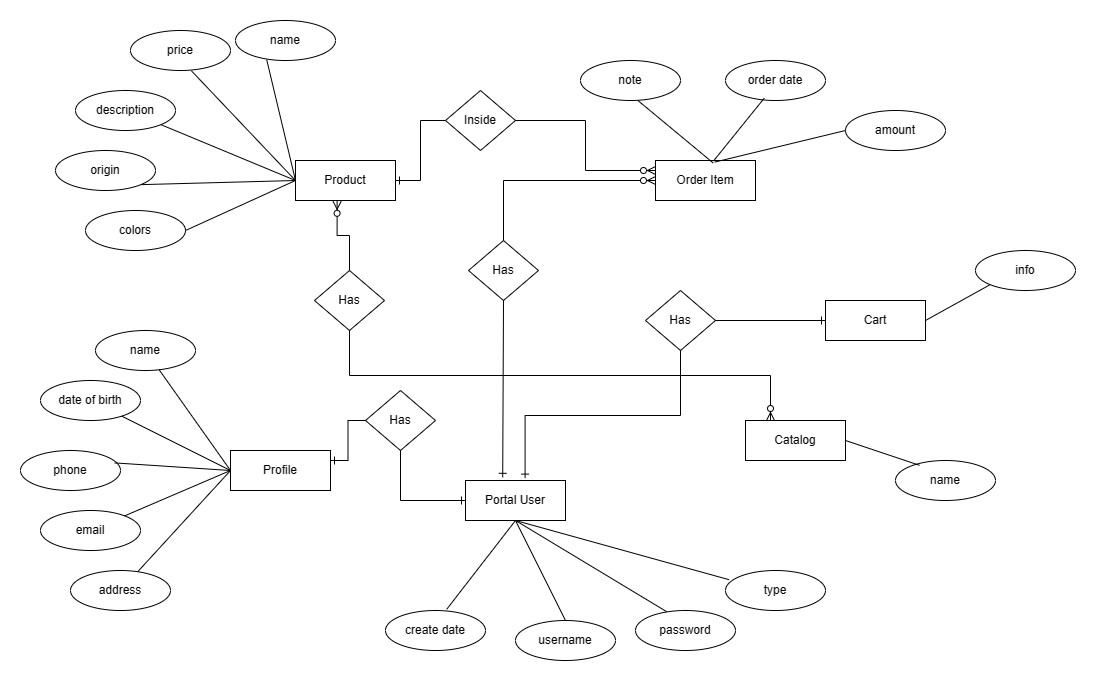 name
price
note
order date
description
Inside
amount
origin
Product
Order Item
colors
Has
info
Has
Has
Cart
name
date of birth
Has
Catalog
phone
Profile
name
Portal User
email
address
type
create date
username
password